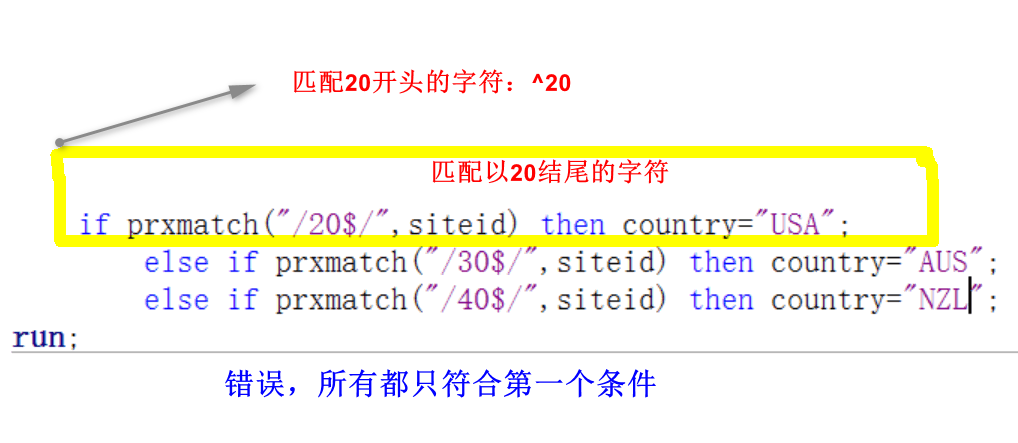 匹配20开头的字符：^20
匹配以20结尾的字符
if prxmatch("/20$/",siteid) then country="USA";
else if prxmatch("/30$/",siteid) then country="AUS";
else if prxmatch("/40$/",siteid) then country="NZL";
run;
错误，所有都只符合第一个条件